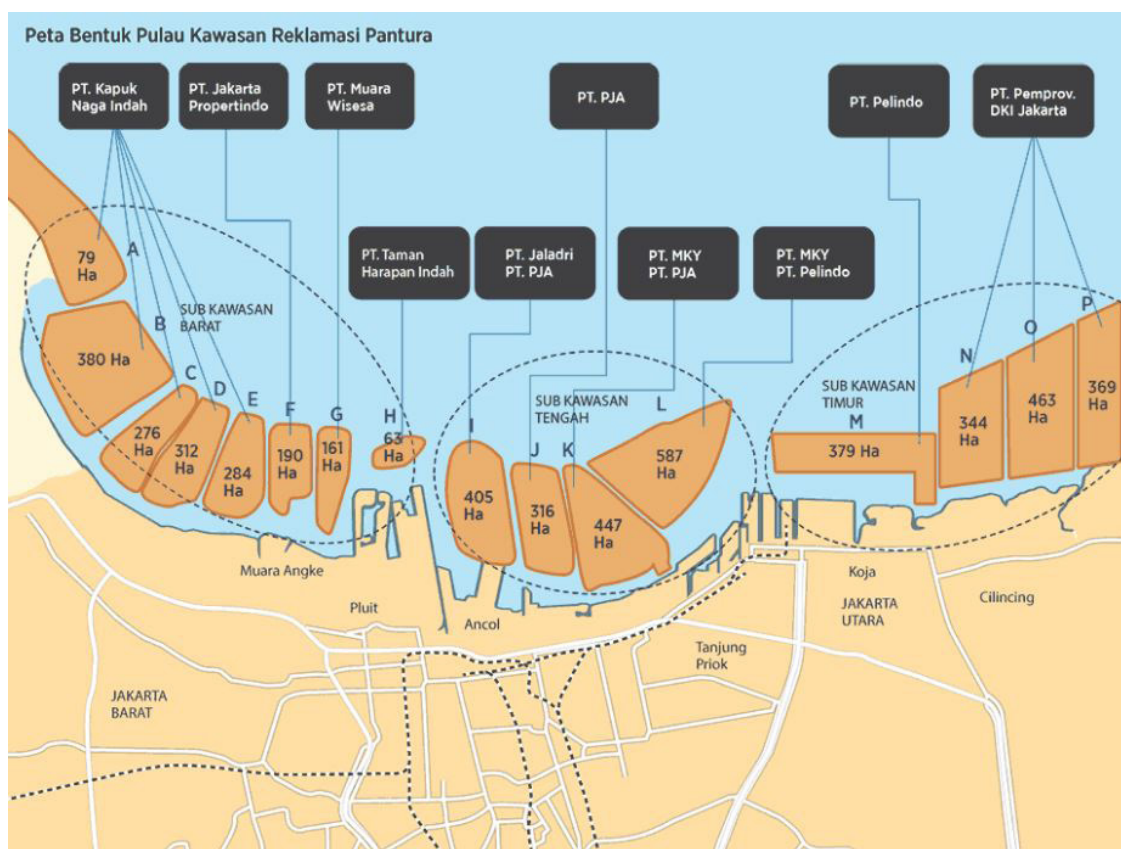 Peta Bentuk Pulau Kawasan Reklamasi Pantura
PT. Kapuk
Naga Indah
PT. Jakarta
Propertindo
PT. Muara
Wisesa
PT. PJA
PT. Pelindo
PT. Pemprov.
DKI Jakarta
PT. Taman
Harapan Indah
PT. Jaladri
PT. PJA
PT. MKY
PT. PJA
PT. MKY
PT. Pelindo
A
79
Ha
B
380 Ha
SUB KAWASAN
BARAT
C
276
Ha
D
312
Ha
E
284
Ha
F
190
Ha
G
161
Ha
H
63
Ha
I
405
Ha
SUB KAWASAN
TENGAH
J
316
Ha
K
447
Ha
L
587
Ha
SUB KAWASAN
TIMUR
M
379 Ha
N
344
Ha
O
463
Ha
P
369
Ha
Muara Angke
Pluit
Ancol
Koja
JAKARTA
UTARA
Cilincing
Tanjung
Priok
JAKARTA
BARAT